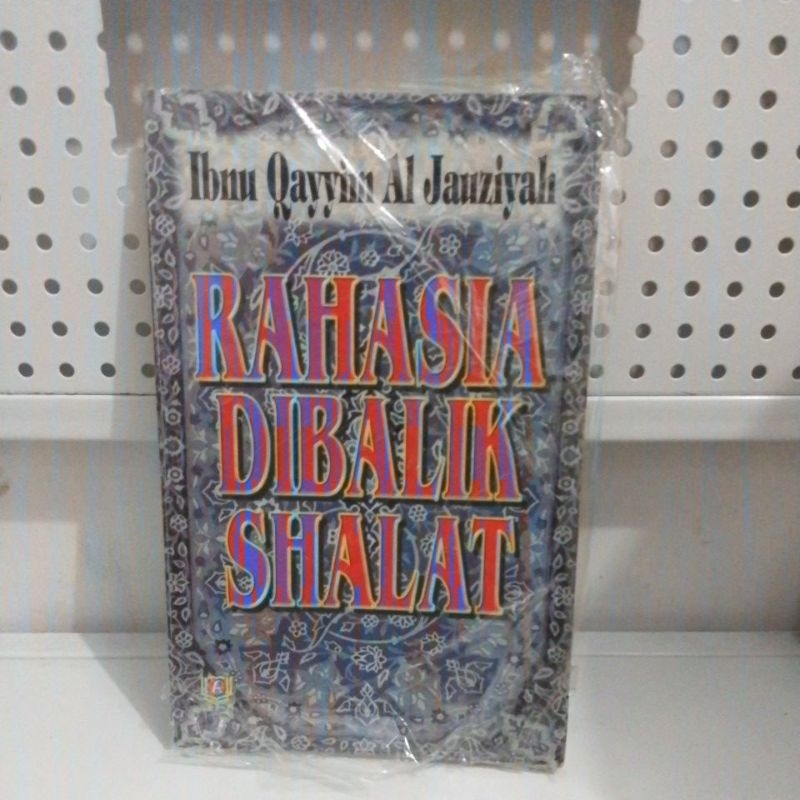 Ibnu Qayyim Al Jauziyah
RAHASIA
DIBALIK
SHALAT